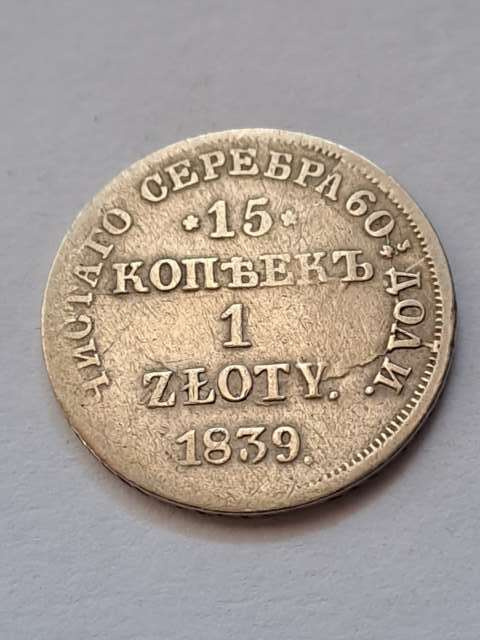 ЧИСТАГО СЕРЕБРА 60 ДОЛИ.
*15*
КОПѢЕКЪ
1
ZŁOTY.
1839.